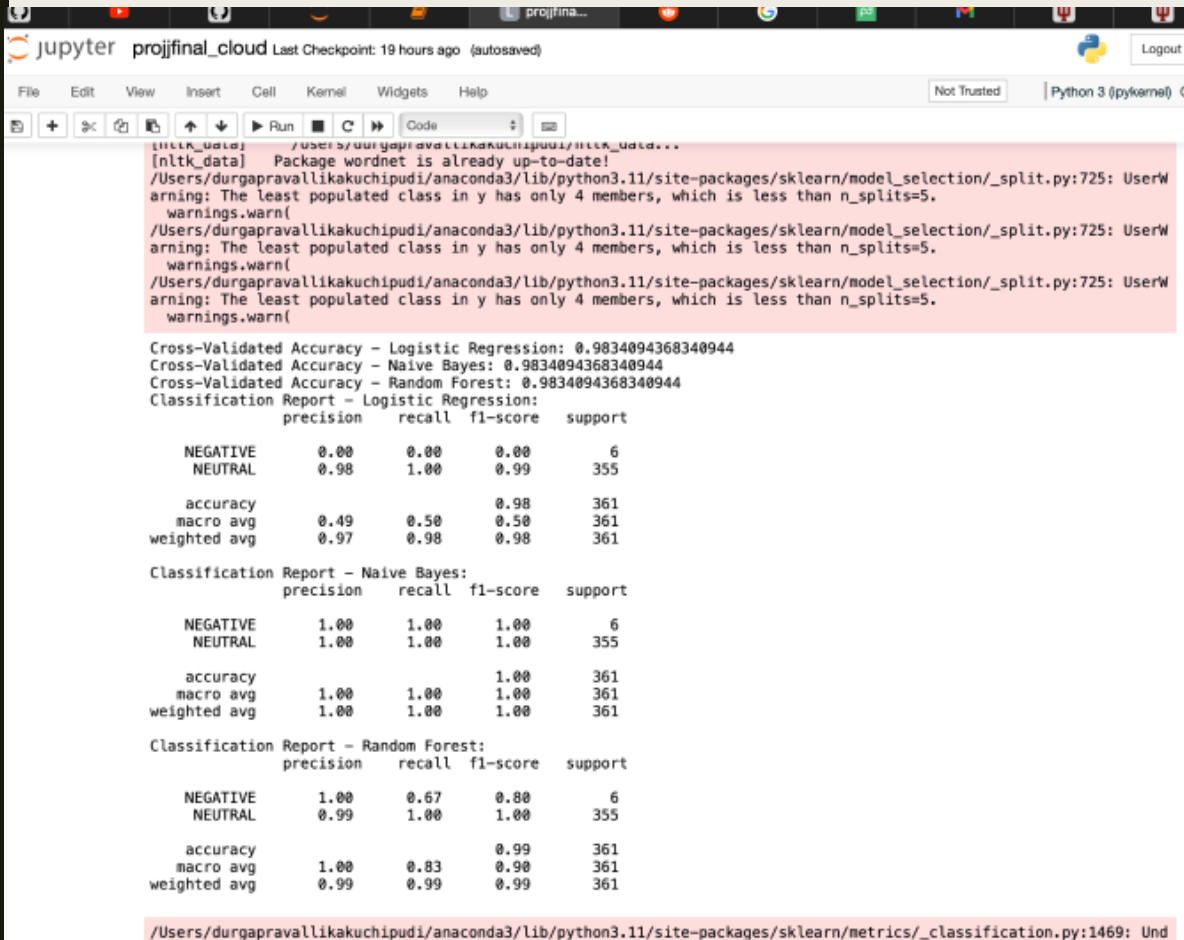 projjfina...
jupyter projjfinal_cloud Last Checkpoint: 19 hours ago (autosaved)
Logout
File Edit View Insert Cell Kernel Widgets Help
Not Trusted
Python 3 (ipykernel)
Run
Code
[nltk_data] /Users/durgapravallikakuchipudi/nltk_data...
[nltk_data] Package wordnet is already up-to-date!
/Users/durgapravallikakuchipudi/anaconda3/lib/python3.11/site-packages/sklearn/model_selection/_split.py:725: UserW
arning: The least populated class in y has only 4 members, which is less than n_splits=5.
warnings.warn(
/Users/durgapravallikakuchipudi/anaconda3/lib/python3.11/site-packages/sklearn/model_selection/_split.py:725: UserW
arning: The least populated class in y has only 4 members, which is less than n_splits=5.
warnings.warn(
/Users/durgapravallikakuchipudi/anaconda3/lib/python3.11/site-packages/sklearn/model_selection/_split.py:725: UserW
arning: The least populated class in y has only 4 members, which is less than n_splits=5.
warnings.warn(
Cross-Validated Accuracy - Logistic Regression: 0.9834094368340944
Cross-Validated Accuracy - Naive Bayes: 0.9834094368340944
Cross-Validated Accuracy - Random Forest: 0.9834094368340944
Classification Report - Logistic Regression:
precision recall f1-score support
NEGATIVE 0.00 0.00 0.00 6
NEUTRAL 0.98 1.00 0.99 355
accuracy 0.98 361
macro avg 0.49 0.50 0.50 361
weighted avg 0.97 0.98 0.98 361
Classification Report - Naive Bayes:
precision recall f1-score support
NEGATIVE 1.00 1.00 1.00 6
NEUTRAL 1.00 1.00 1.00 355
accuracy 1.00 361
macro avg 1.00 1.00 1.00 361
weighted avg 1.00 1.00 1.00 361
Classification Report - Random Forest:
precision recall f1-score support
NEGATIVE 1.00 0.67 0.80 6
NEUTRAL 0.99 1.00 1.00 355
accuracy 0.99 361
macro avg 1.00 0.83 0.90 361
weighted avg 0.99 0.99 0.99 361
/Users/durgapravallikakuchipudi/anaconda3/lib/python3.11/site-packages/sklearn/metrics/_classification.py:1469: Und